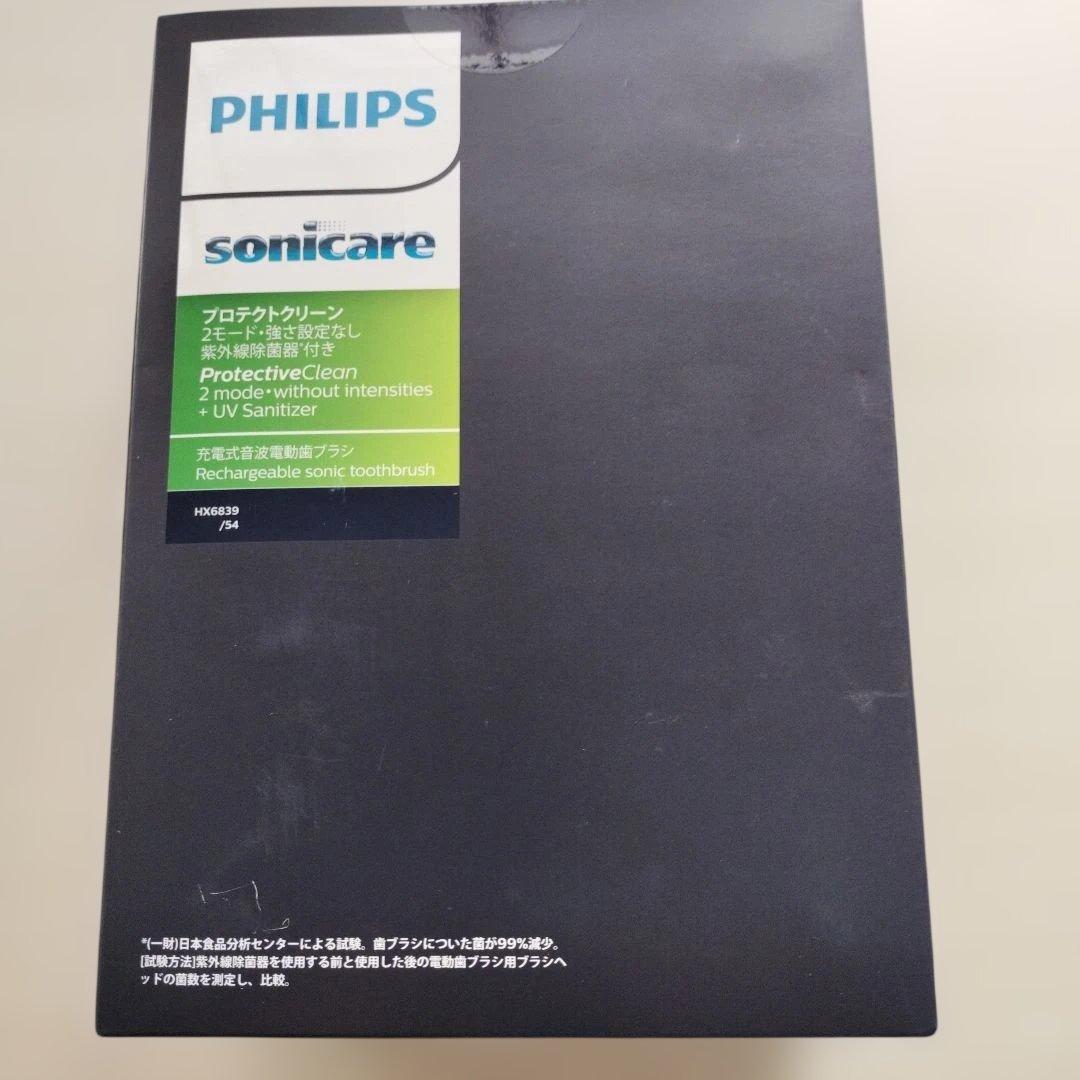 PHILIPS
sonicare
プロテクトクリーン
2モード・強さ設定なし
紫外線除菌器*付き
ProtectiveClean
2 mode・without intensities
+ UV Sanitizer
充電式音波電動歯ブラシ
Rechargeable sonic toothbrush
HX6839
/54
*(一財)日本食品分析センターによる試験。歯ブラシについた菌が99%減少。
[試験方法]紫外線除菌器を使用する前と使用した後の電動歯ブラシ用ブラシヘ
ッドの菌数を測定し、比較。